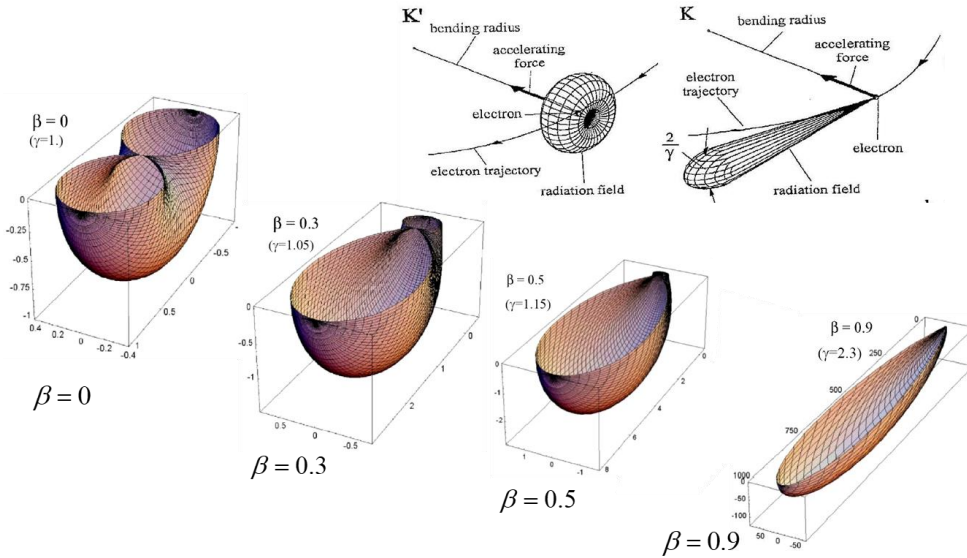 K'
bending radius
accelerating
force
electron
electron trajectory
radiation field
K
bending radius
accelerating
force
electron
trajectory
2
γ
electron
radiation field
β = 0
(γ=1.)
0
-0.25
-0.5
-0.75
-1
0.4
0.2
0
-0.2
-0.4
0.5
0
-0.5
β = 0
β = 0.3
(γ=1.05)
0
-0.5
-1
0.5
0
-0.5
2
1
0
β = 0.3
β = 0.5
(γ=1.15)
0
-1
-2
1
0
-1
8
6
4
2
0
β = 0.5
β = 0.9
(γ=2.3)
0
250
500
750
1000
0
-50
-100
50
0
-50
β = 0.9